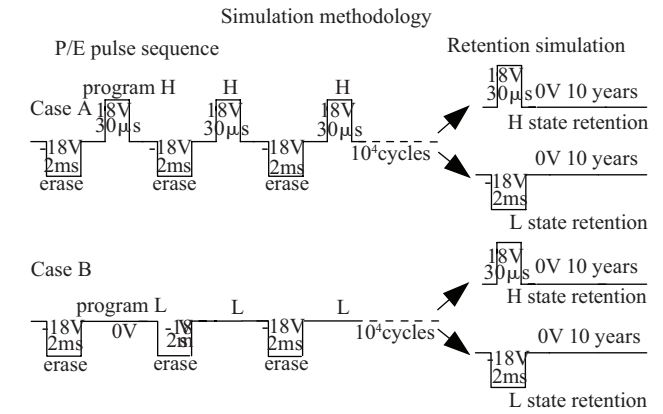 Simulation methodology
P/E pulse sequence
Retention simulation
Case A
program H
H
H
18V
30μs
18V
30μs
18V
30μs
-18V
2ms
erase
-18V
2ms
erase
-18V
2ms
erase
10⁴cycles
18V
30μs
0V 10 years
H state retention
-18V
2ms
0V 10 years
L state retention
Case B
program L
L
L
-18V
2ms
erase
0V
-18V
2ms
erase
-18V
2ms
erase
10⁴cycles
18V
30μs
0V 10 years
H state retention
-18V
2ms
0V 10 years
L state retention